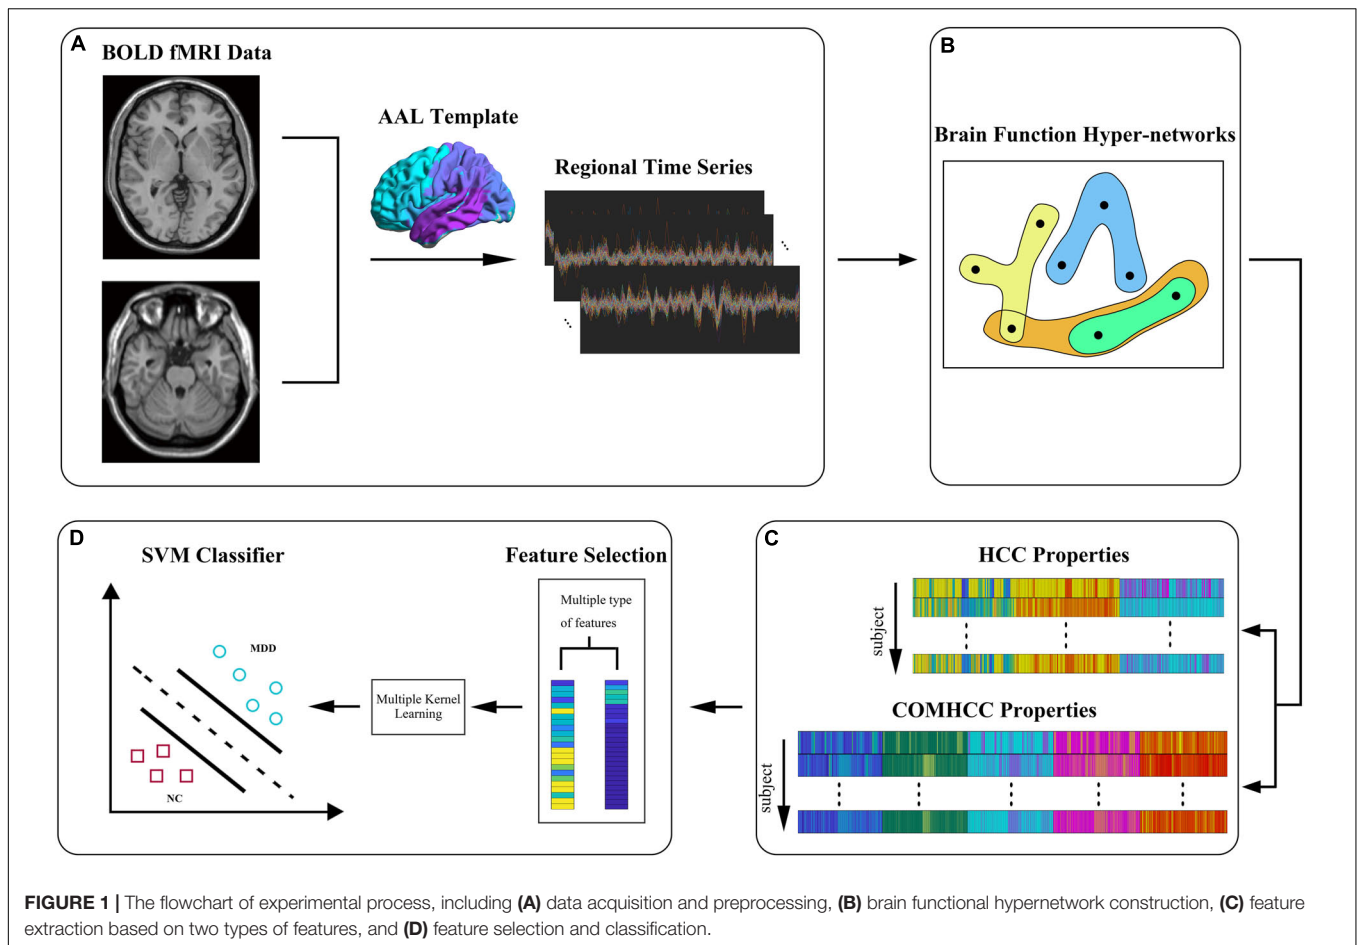 A
BOLD fMRI Data
AAL Template
Regional Time Series
B
Brain Function Hyper-networks
D
SVM Classifier
MDD
NC
Multiple Kernel
Learning
Feature Selection
Multiple type
of features
C
HCC Properties
subject
COMHCC Properties
subject
FIGURE 1 | The flowchart of experimental process, including (A) data acquisition and preprocessing, (B) brain functional hypernetwork construction, (C) feature
extraction based on two types of features, and (D) feature selection and classification.